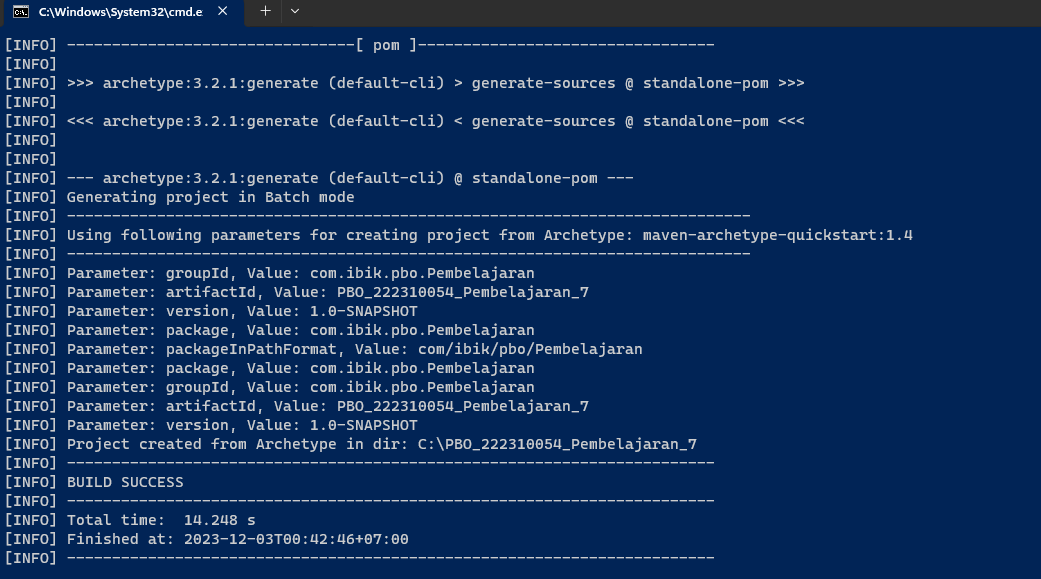 C:\Windows\System32\cmd.e
[INFO] --------------------------------[ pom ]---------------------------------
[INFO]
[INFO] >>> archetype:3.2.1:generate (default-cli) > generate-sources @ standalone-pom >>>
[INFO]
[INFO] <<< archetype:3.2.1:generate (default-cli) < generate-sources @ standalone-pom <<<
[INFO]
[INFO]
[INFO] --- archetype:3.2.1:generate (default-cli) @ standalone-pom ---
[INFO] Generating project in Batch mode
[INFO] ----------------------------------------------------------------------------
[INFO] Using following parameters for creating project from Archetype: maven-archetype-quickstart:1.4
[INFO] ----------------------------------------------------------------------------
[INFO] Parameter: groupId, Value: com.ibik.pbo.Pembelajaran
[INFO] Parameter: artifactId, Value: PBO_222310054_Pembelajaran_7
[INFO] Parameter: version, Value: 1.0-SNAPSHOT
[INFO] Parameter: package, Value: com.ibik.pbo.Pembelajaran
[INFO] Parameter: packageInPathFormat, Value: com/ibik/pbo/Pembelajaran
[INFO] Parameter: package, Value: com.ibik.pbo.Pembelajaran
[INFO] Parameter: groupId, Value: com.ibik.pbo.Pembelajaran
[INFO] Parameter: artifactId, Value: PBO_222310054_Pembelajaran_7
[INFO] Parameter: version, Value: 1.0-SNAPSHOT
[INFO] Project created from Archetype in dir: C:\PBO_222310054_Pembelajaran_7
[INFO] ------------------------------------------------------------------------
[INFO] BUILD SUCCESS
[INFO] ------------------------------------------------------------------------
[INFO] Total time:  14.248 s
[INFO] Finished at: 2023-12-03T00:42:46+07:00
[INFO] ------------------------------------------------------------------------